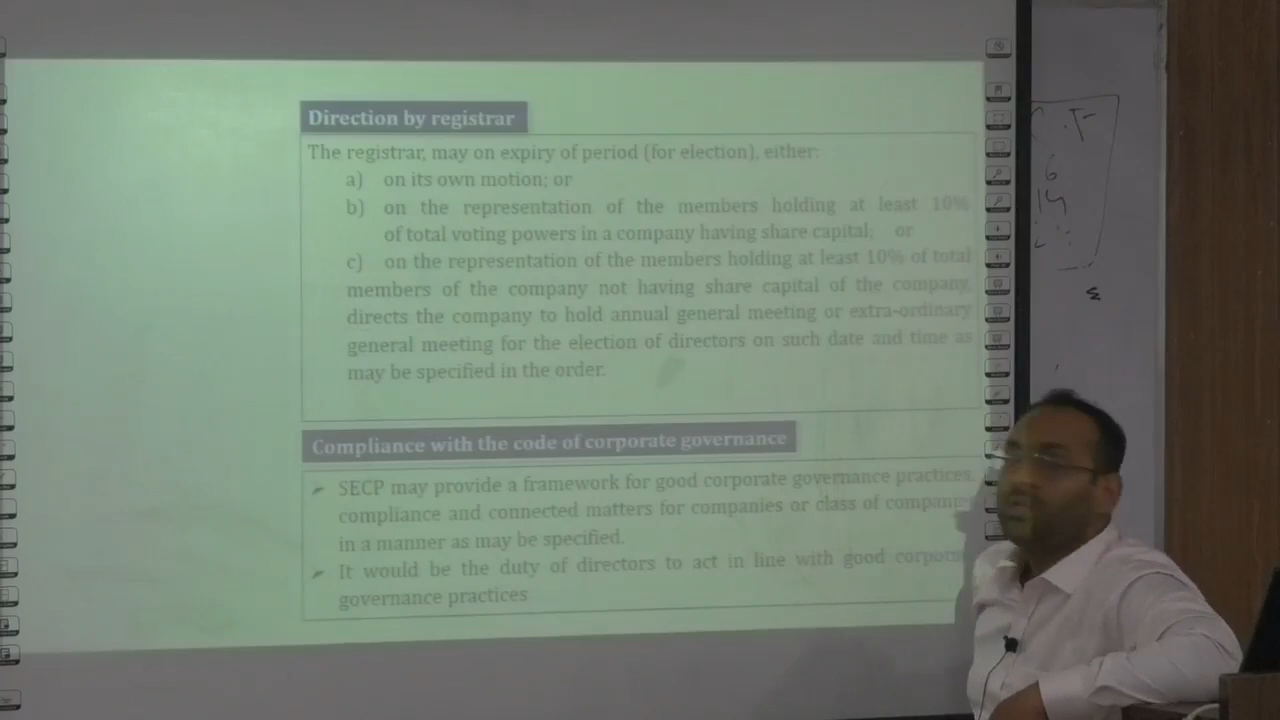 Direction by registrar
The registrar, may on expiry of period (for election), either:
a) on its own motion; or
b) on the representation of the members holding at least 10%
of total voting powers in a company having share capital; or
c) on the representation of the members holding at least 10% of total
members of the company not having share capital of the company,
directs the company to hold annual general meeting or extra-ordinary
general meeting for the election of directors on such date and time as
may be specified in the order.
Compliance with the code of corporate governance
SECP may provide a framework for good corporate governance practices,
compliance and connected matters for companies or class of
in a manner as may be specified.
It would be the duty of directors to act in line with good
governance practices
6